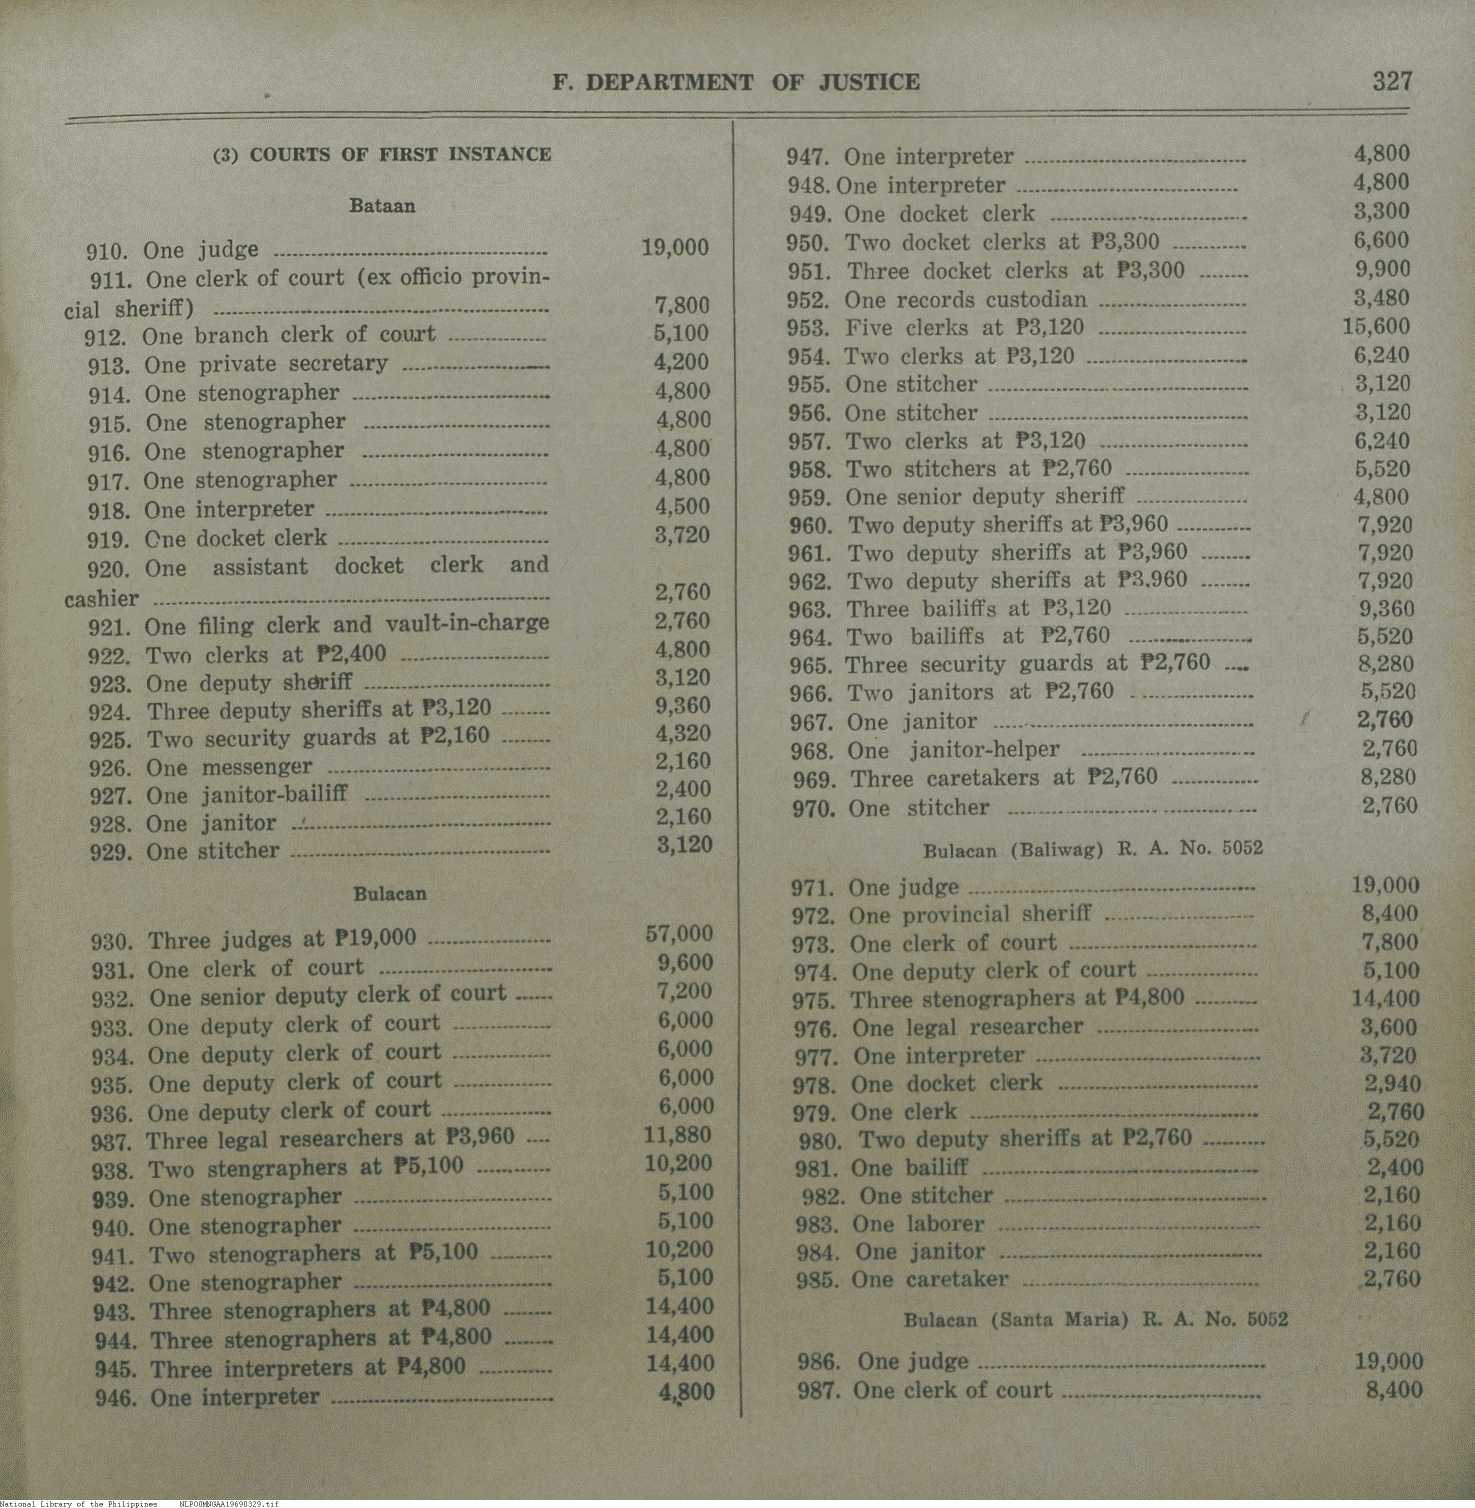 F. DEPARTMENT OF JUSTICE 327
(3) COURTS OF FIRST INSTANCE
Bataan
910. One judge ........ 19,000
911. One clerk of court (ex officio provin-
cial sheriff) ........ 7,800
912. One branch clerk of court ........ 5,100
913. One private secretary ........ 4,200
914. One stenographer ........ 4,800
915. One stenographer ........ 4,800
916. One stenographer ........ 4,800
917. One stenographer ........ 4,800
918. One interpreter ........ 4,500
919. One docket clerk ........ 3,720
920. One assistant docket clerk and
cashier ........ 2,760
921. One filing clerk and vault-in-charge 2,760
922. Two clerks at ₱2,400 ........ 4,800
923. One deputy sheriff ........ 3,120
924. Three deputy sheriffs at ₱3,120 ........ 9,360
925. Two security guards at ₱2,160 ........ 4,320
926. One messenger ........ 2,160
927. One janitor-bailiff ........ 2,400
928. One janitor ........ 2,160
929. One stitcher ........ 3,120
Bulacan
930. Three judges at ₱19,000 ........ 57,000
931. One clerk of court ........ 9,600
932. One senior deputy clerk of court ...... 7,200
933. One deputy clerk of court ........ 6,000
934. One deputy clerk of court ........ 6,000
935. One deputy clerk of court ........ 6,000
936. One deputy clerk of court ........ 6,000
937. Three legal researchers at ₱3,960 .... 11,880
938. Two stengraphers at ₱5,100 ........ 10,200
939. One stenographer ........ 5,100
940. One stenographer ........ 5,100
941. Two stenographers at ₱5,100 ........ 10,200
942. One stenographer ........ 5,100
943. Three stenographers at ₱4,800 ........ 14,400
944. Three stenographers at ₱4,800 ........ 14,400
945. Three interpreters at ₱4,800 ........ 14,400
946. One interpreter ........ 4,800
947. One interpreter ........ 4,800
948. One interpreter ........ 4,800
949. One docket clerk ........ 3,300
950. Two docket clerks at ₱3,300 ........ 6,600
951. Three docket clerks at ₱3,300 ........ 9,900
952. One records custodian ........ 3,480
953. Five clerks at ₱3,120 ........ 15,600
954. Two clerks at ₱3,120 ........ 6,240
955. One stitcher ........ 3,120
956. One stitcher ........ 3,120
957. Two clerks at ₱3,120 ........ 6,240
958. Two stitchers at ₱2,760 ........ 5,520
959. One senior deputy sheriff ........ 4,800
960. Two deputy sheriffs at ₱3,960 ........ 7,920
961. Two deputy sheriffs at ₱3,960 ........ 7,920
962. Two deputy sheriffs at ₱3.960 ........ 7,920
963. Three bailiffs at ₱3,120 ........ 9,360
964. Two bailiffs at ₱2,760 ........ 5,520
965. Three security guards at ₱2,760 .... 8,280
966. Two janitors at ₱2,760 ........ 5,520
967. One janitor ........ 2,760
968. One janitor-helper ........ 2,760
969. Three caretakers at ₱2,760 ........ 8,280
970. One stitcher ........ 2,760
Bulacan (Baliwag) R. A. No. 5052
971. One judge ........ 19,000
972. One provincial sheriff ........ 8,400
973. One clerk of court ........ 7,800
974. One deputy clerk of court ........ 5,100
975. Three stenographers at ₱4,800 ........ 14,400
976. One legal researcher ........ 3,600
977. One interpreter ........ 3,720
978. One docket clerk ........ 2,940
979. One clerk ........ 2,760
980. Two deputy sheriffs at ₱2,760 ........ 5,520
981. One bailiff ........ 2,400
982. One stitcher ........ 2,160
983. One laborer ........ 2,160
984. One janitor ........ 2,160
985. One caretaker ........ 2,760
Bulacan (Santa Maria) R. A. No. 5052
986. One judge ........ 19,000
987. One clerk of court ........ 8,400
National Library of the Philippines NLPO8MNGAA19690329.tif